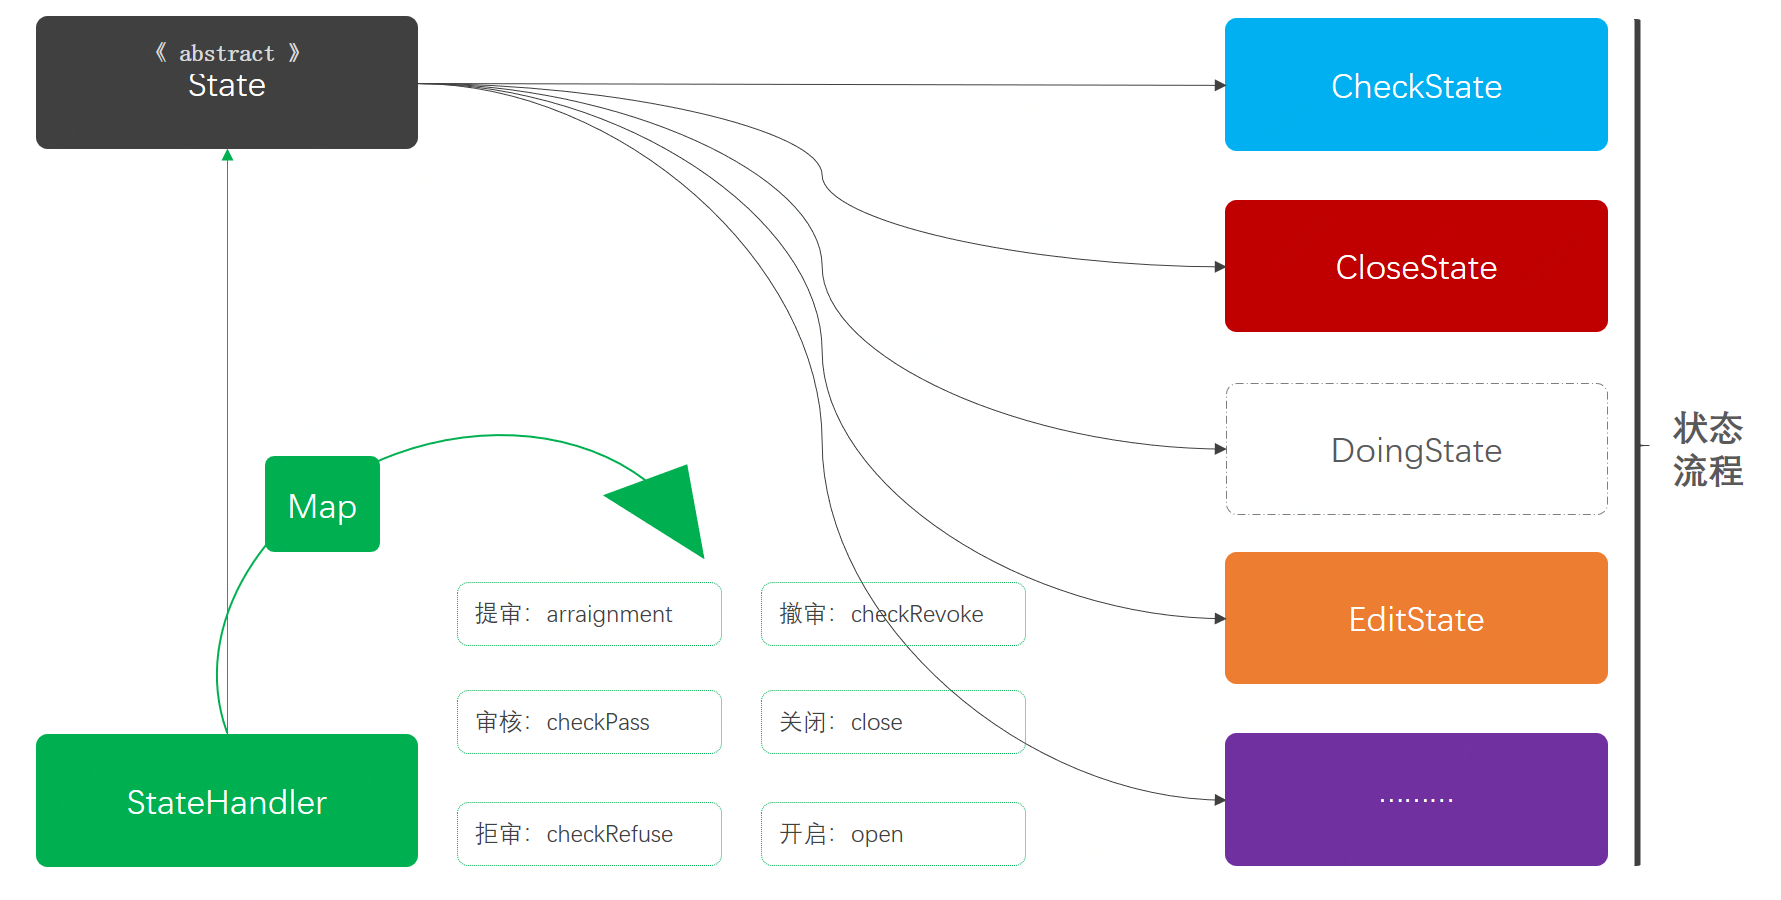 《 abstract 》
State
CheckState
CloseState
DoingState
EditState
………
状态
流程
Map
提审：arraignment
撤审：checkRevoke
审核：checkPass
关闭：close
拒审：checkRefuse
开启：open
StateHandler